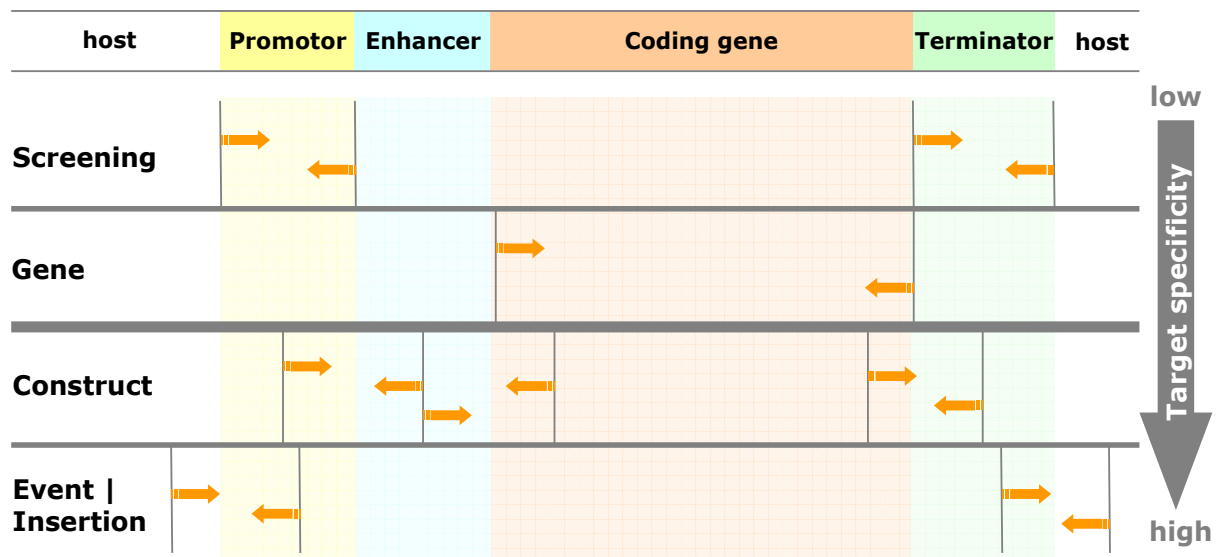 host Promotor Enhancer Coding gene Terminator host
low
Screening
Gene
Target specificity
Construct
Event |
Insertion
high